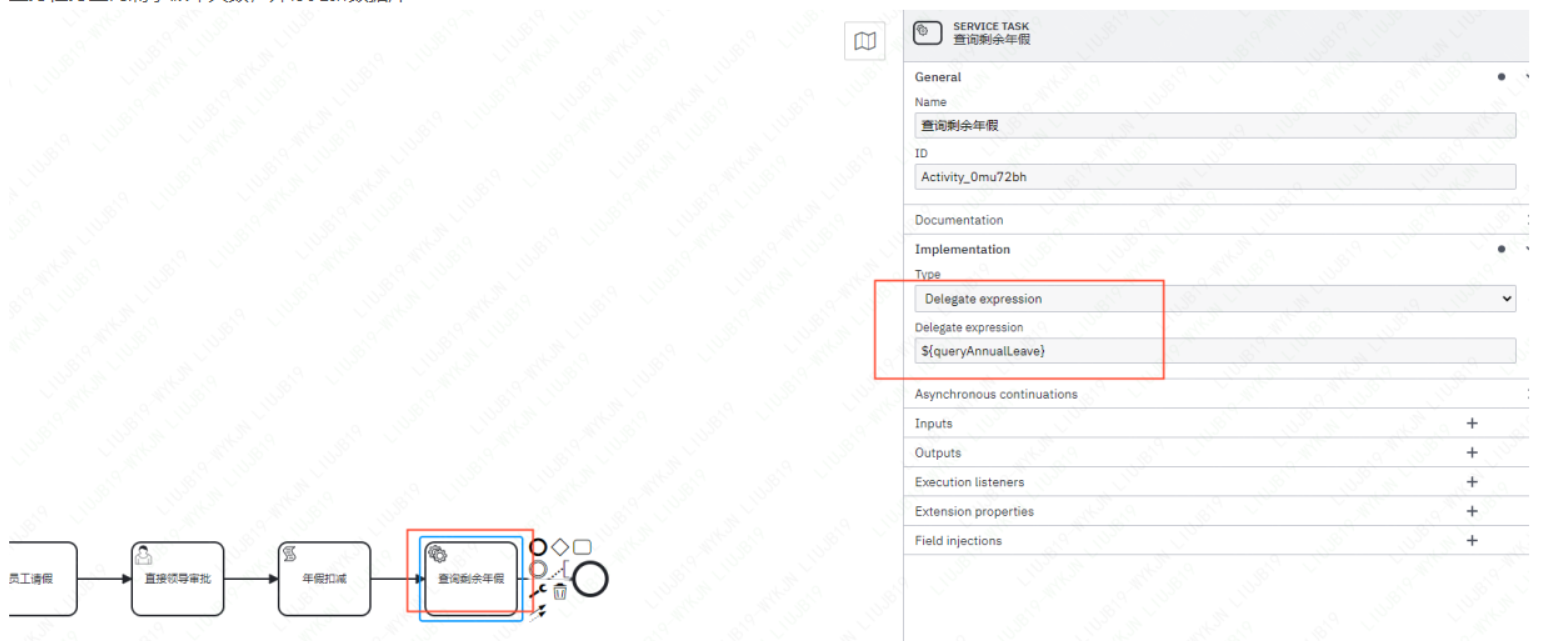 SERVICE TASK
查询剩余年假
General
Name
查询剩余年假
ID
Activity_0mu72bh
Documentation
Implementation
Type
Delegate expression
Delegate expression
${queryAnnualLeave}
Asynchronous continuations
Inputs
Outputs
Execution listeners
Extension properties
Field injections
员工请假
直接领导审批
年假扣减
查询剩余年假